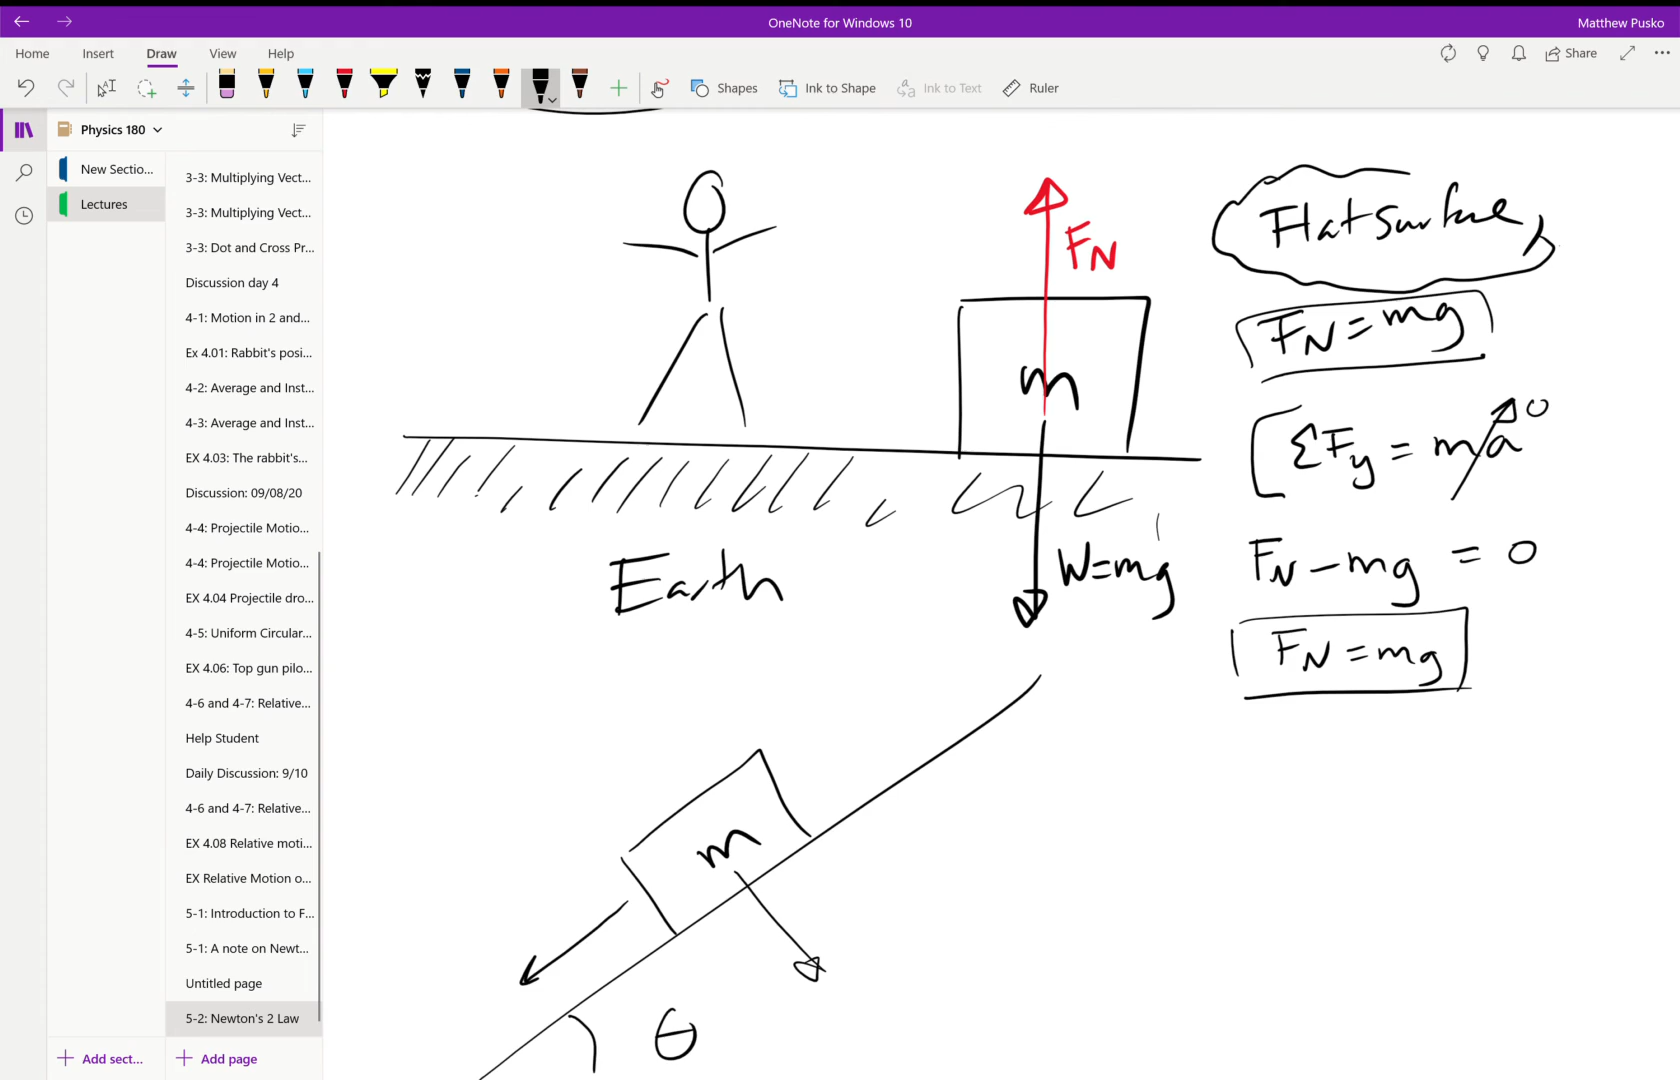 OneNote for Windows 10
Matthew Pusko
Home Insert Draw View Help
Share
Shapes Ink to Shape Ink to Text Ruler
Physics 180
New Sectio...
Lectures
3-3: Multiplying Vect...
3-3: Multiplying Vect...
3-3: Dot and Cross Pr...
Discussion day 4
4-1: Motion in 2 and...
Ex 4.01: Rabbit's posi...
4-2: Average and Inst...
4-3: Average and Inst...
EX 4.03: The rabbit's...
Discussion: 09/08/20
4-4: Projectile Motio...
4-4: Projectile Motio...
EX 4.04 Projectile dro...
4-5: Uniform Circular...
EX 4.06: Top gun pilo...
4-6 and 4-7: Relative...
Help Student
Daily Discussion: 9/10
4-6 and 4-7: Relative...
EX 4.08 Relative moti...
EX Relative Motion o...
5-1: Introduction to F...
5-1: A note on Newt...
Untitled page
5-2: Newton's 2 Law
Add sect...
Add page
F_N
m
Earth
W=mg
Flat surface,
F_N = mg
ΣF_y = ma 0
F_N - mg = 0
F_N = mg
m
θ